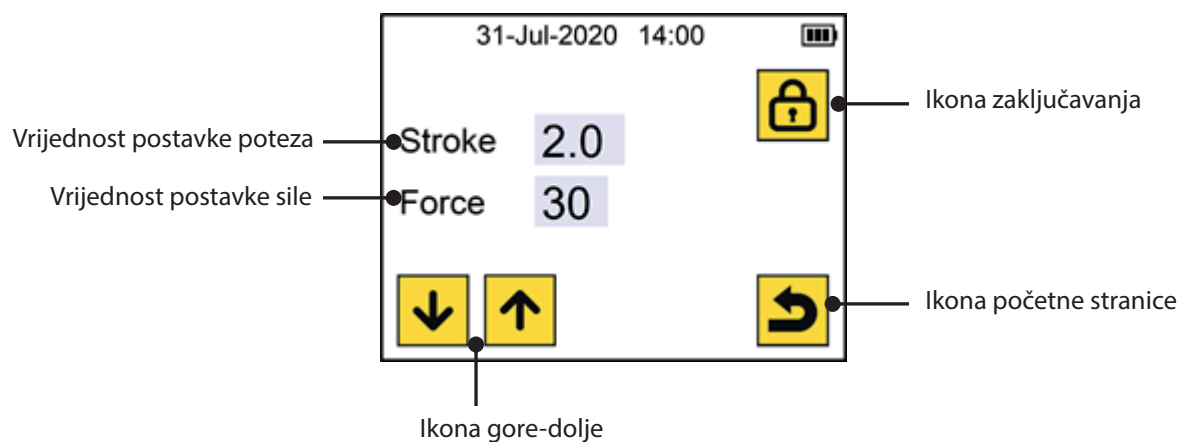 31-Jul-2020 14:00
Ikona zaključavanja
Vrijednost postavke poteza
Stroke 2.0
Vrijednost postavke sile
Force 30
Ikona početne stranice
Ikona gore-dolje